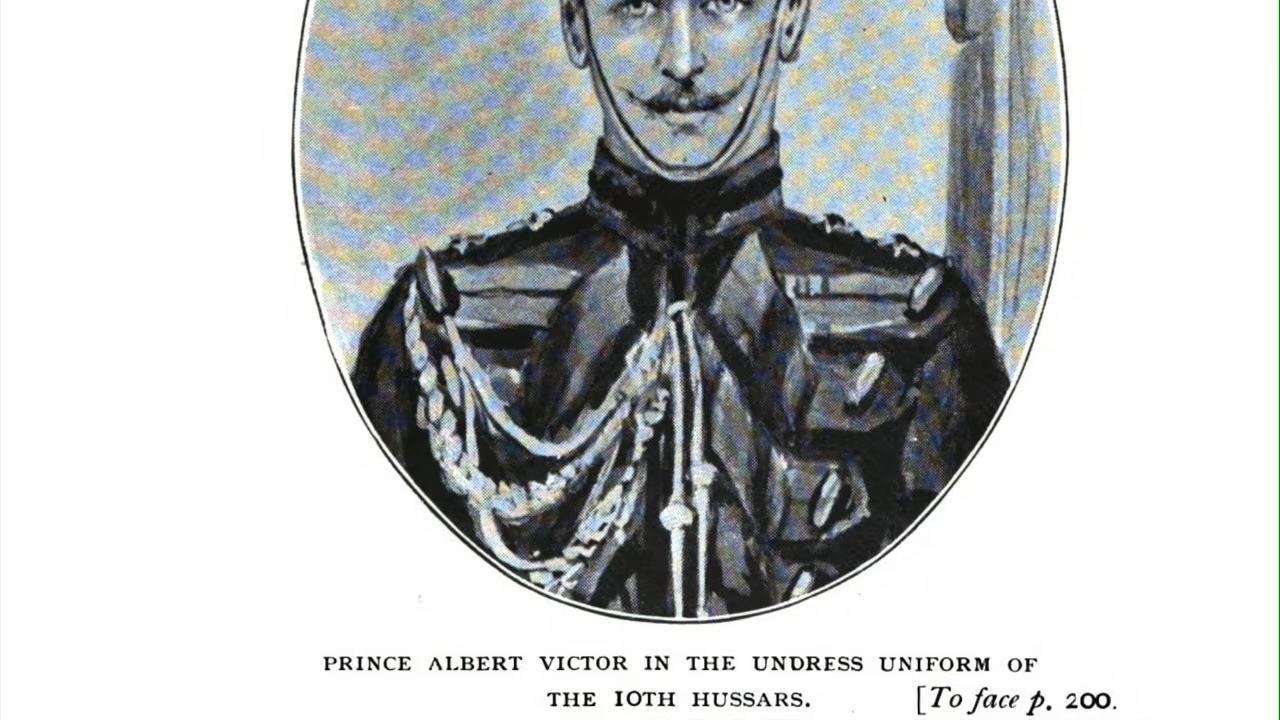 PRINCE ALBERT VICTOR IN THE UNDRESS UNIFORM OF
THE 10TH HUSSARS. [To face p. 200.